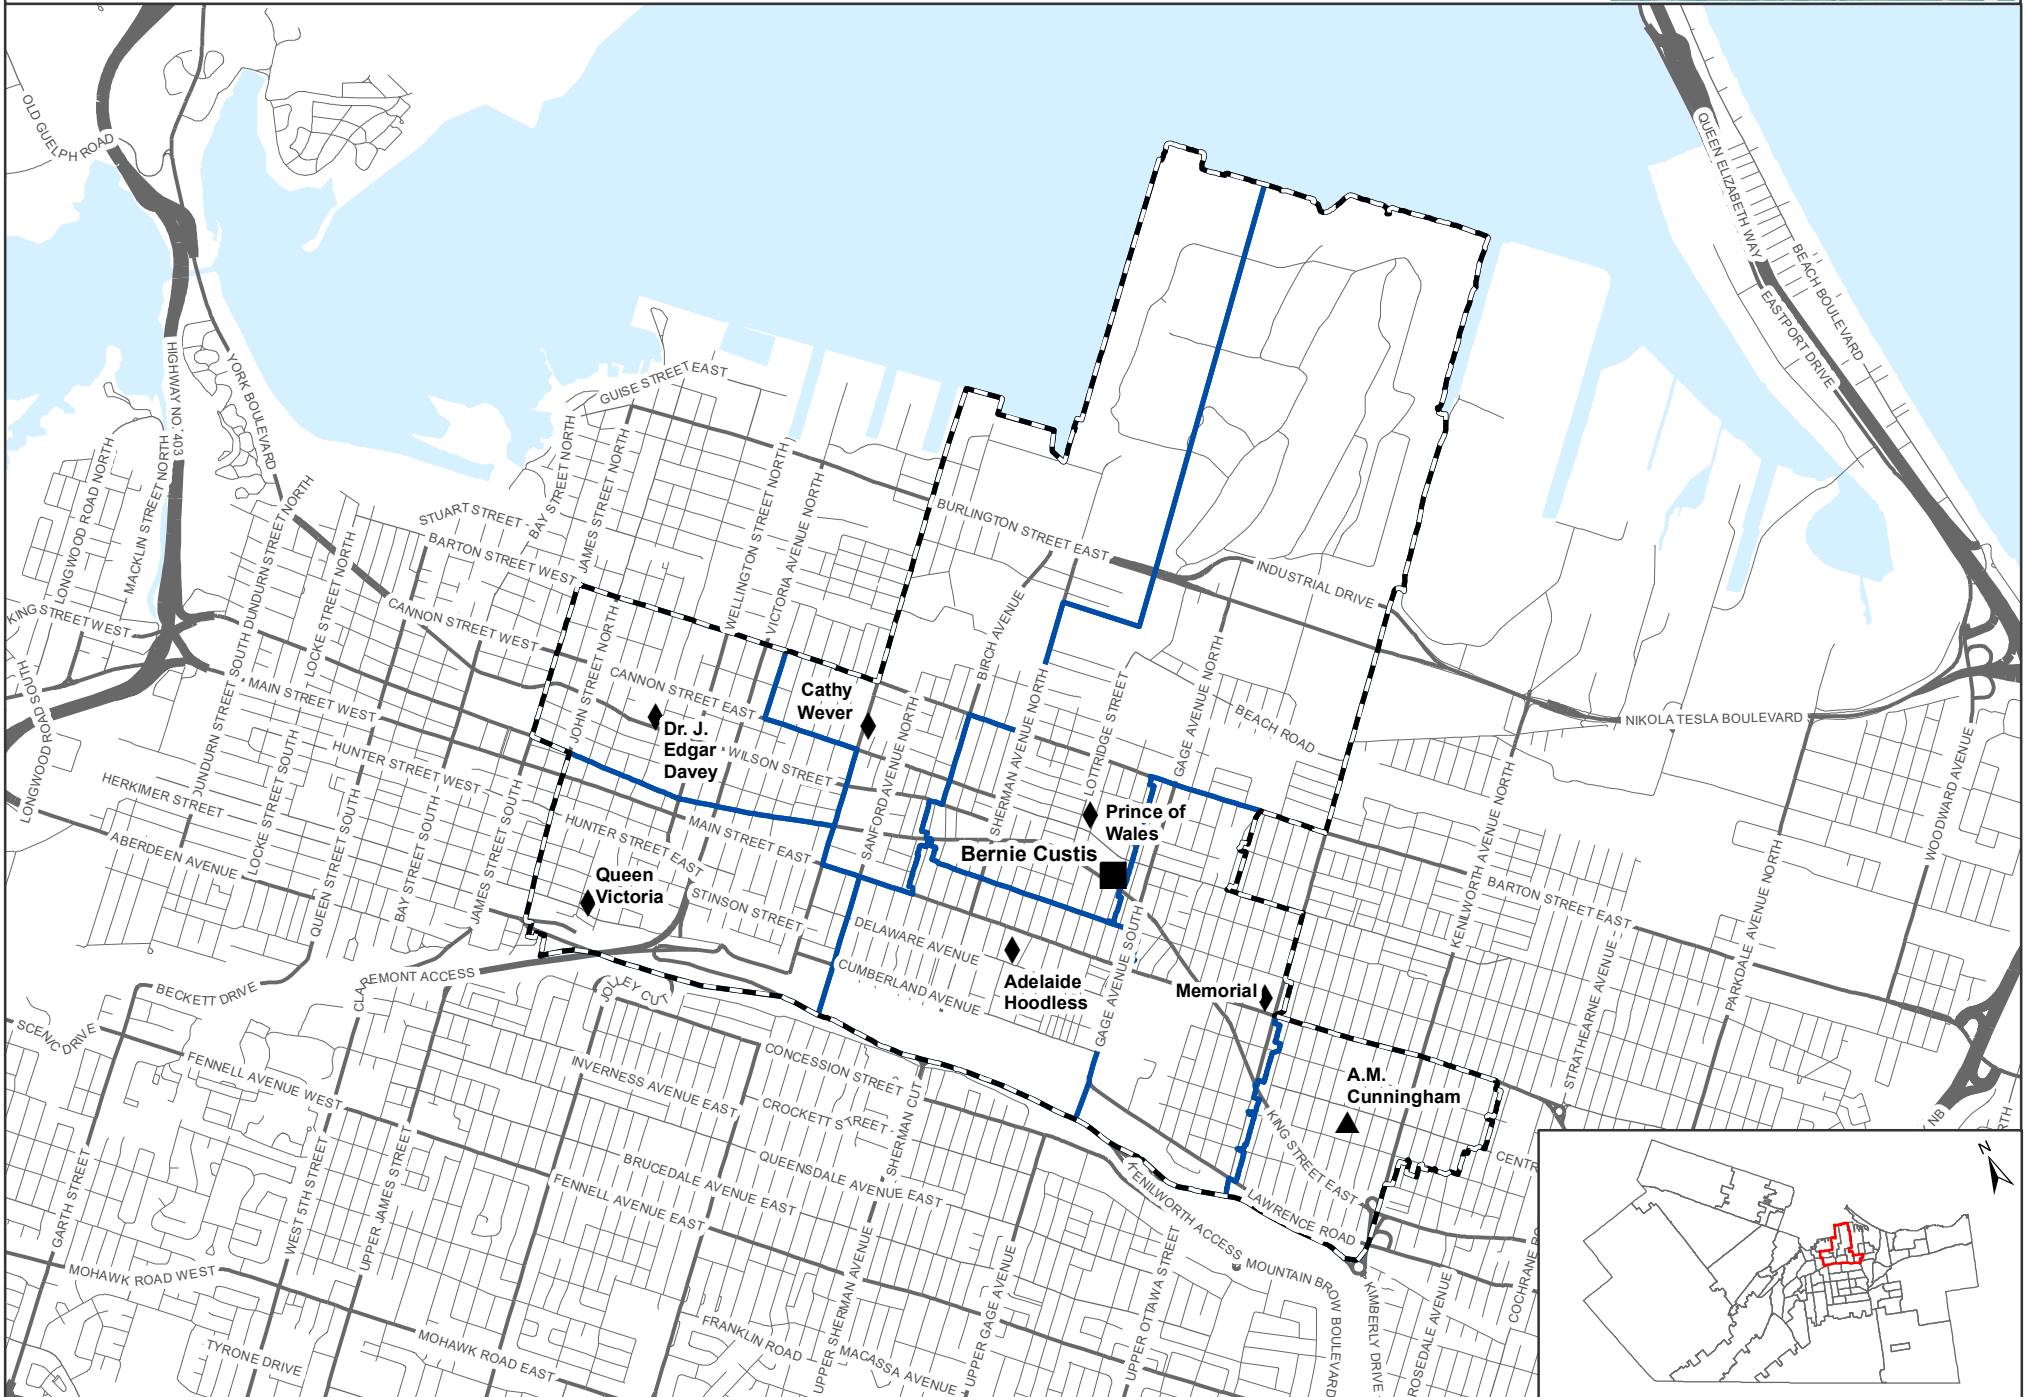 OLD GUELPH ROAD
QUEEN ELIZABETH WAY
BEACH BOULEVARD
EASTPORT DRIVE
HIGHWAY NO. 403
YORK BOULEVARD
GUISE STREET EAST
LONGWOOD ROAD NORTH
MACKLIN STREET NORTH
DUNDURN STREET NORTH
LOCKE STREET NORTH
STUART STREET
BARTON STREET WEST
BAY STREET NORTH
JAMES STREET NORTH
WELLINGTON STREET NORTH
VICTORIA AVENUE NORTH
BURLINGTON STREET EAST
INDUSTRIAL DRIVE
BIRCH AVENUE
KING STREET WEST
CANNON STREET WEST
JOHN STREET NORTH
CANNON STREET EAST
Cathy
Wever
SHERMAN AVENUE NORTH
LOTTRIDGE STREET
GAGE AVENUE NORTH
BEACH ROAD
NIKOLA TESLA BOULEVARD
LONGWOOD ROAD SOUTH
MAIN STREET WEST
DUNDURN STREET SOUTH
LOCKE STREET SOUTH
HUNTER STREET WEST
HERKIMER STREET
ABERDEEN AVENUE
QUEEN STREET SOUTH
BAY STREET SOUTH
JAMES STREET SOUTH
Dr. J.
Edgar
Davey
WILSON STREET
SANFORD AVENUE NORTH
MAIN STREET EAST
HUNTER STREET EAST
STINSON STREET
Prince of
Wales
Bernie Custis
Queen
Victoria
KENILWORTH AVENUE NORTH
BARTON STREET EAST
PARKDALE AVENUE NORTH
WOODWARD AVENUE
STRATHEARNE AVENUE
DELAWARE AVENUE
CUMBERLAND AVENUE
GAGE AVENUE SOUTH
Adelaide
Hoodless
Memorial
A.M.
Cunningham
BECKETT DRIVE
SCENIC DRIVE
JOLLEY CUT
FENNELL AVENUE WEST
CONCESSION STREET
INVERNESS AVENUE EAST
CROCKETT STREET
SHERMAN CUT
QUEENSDALE AVENUE EAST
BRUCEDALE AVENUE EAST
FENNELL AVENUE EAST
GARTH STREET
WEST 5TH STREET
UPPER JAMES STREET
KENILWORTH ACCESS
KING STREET EAST
LAWRENCE ROAD
CENTR
NB
RTH
N
MOUNTAIN BROW BOULEVARD
KIMBERLY DRIVE
ROSEDALE AVENUE
MOHAWK ROAD WEST
MOHAWK ROAD EAST
TYRONE DRIVE
FRANKLIN ROAD
MACASSA AVENUE
UPPER SHERMAN AVENUE
UPPER GAGE AVENUE
UPPER OTTAWA STREET